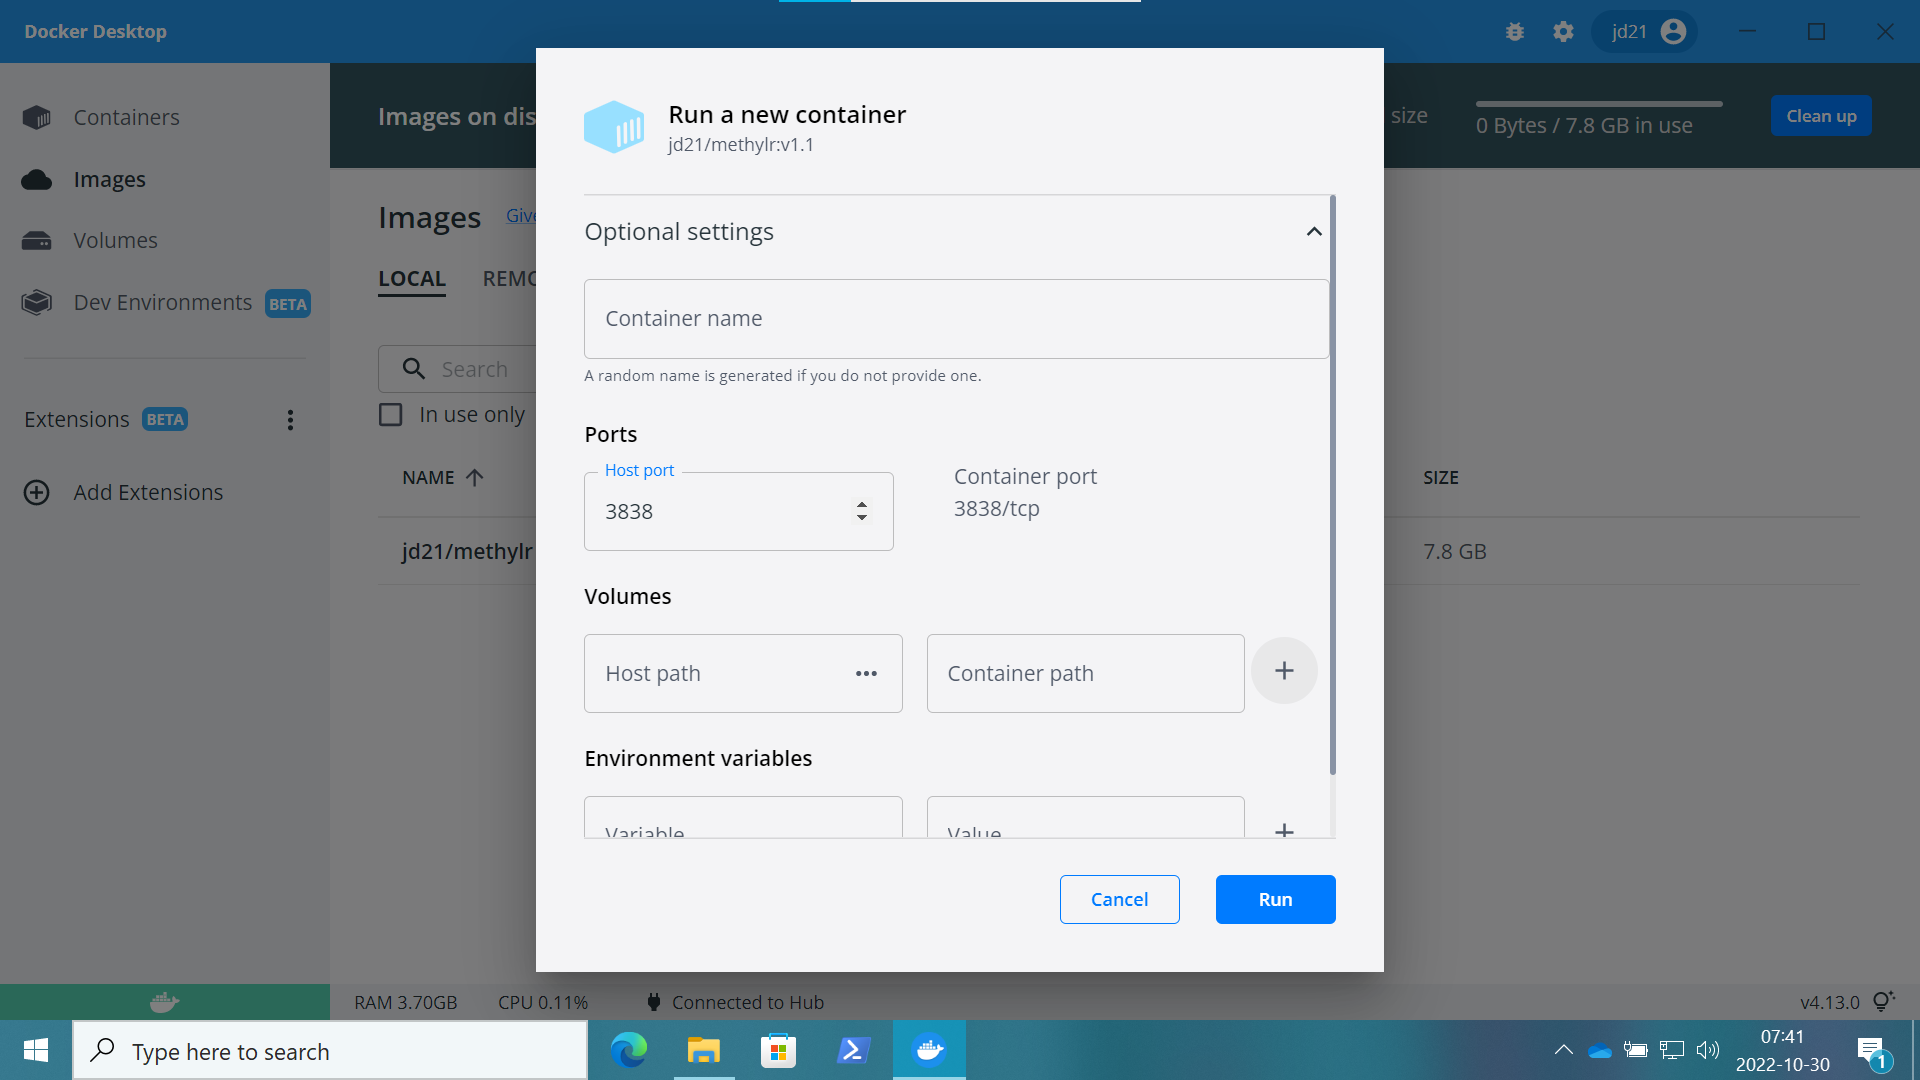 Docker Desktop
jd21
Containers
Images
Volumes
Dev Environments BETA
Extensions BETA
Add Extensions
Images on dis
size
0 Bytes / 7.8 GB in use
Clean up
Images Give
LOCAL REMO
Search
In use only
NAME
SIZE
jd21/methylr
7.8 GB
Run a new container
jd21/methylr:v1.1
Optional settings
Container name
A random name is generated if you do not provide one.
Ports
Host port
3838
Container port
3838/tcp
Volumes
Host path
Container path
Environment variables
Variable
Value
Cancel
Run
RAM 3.70GB CPU 0.11% Connected to Hub
v4.13.0
Type here to search
07:41
2022-10-30
1